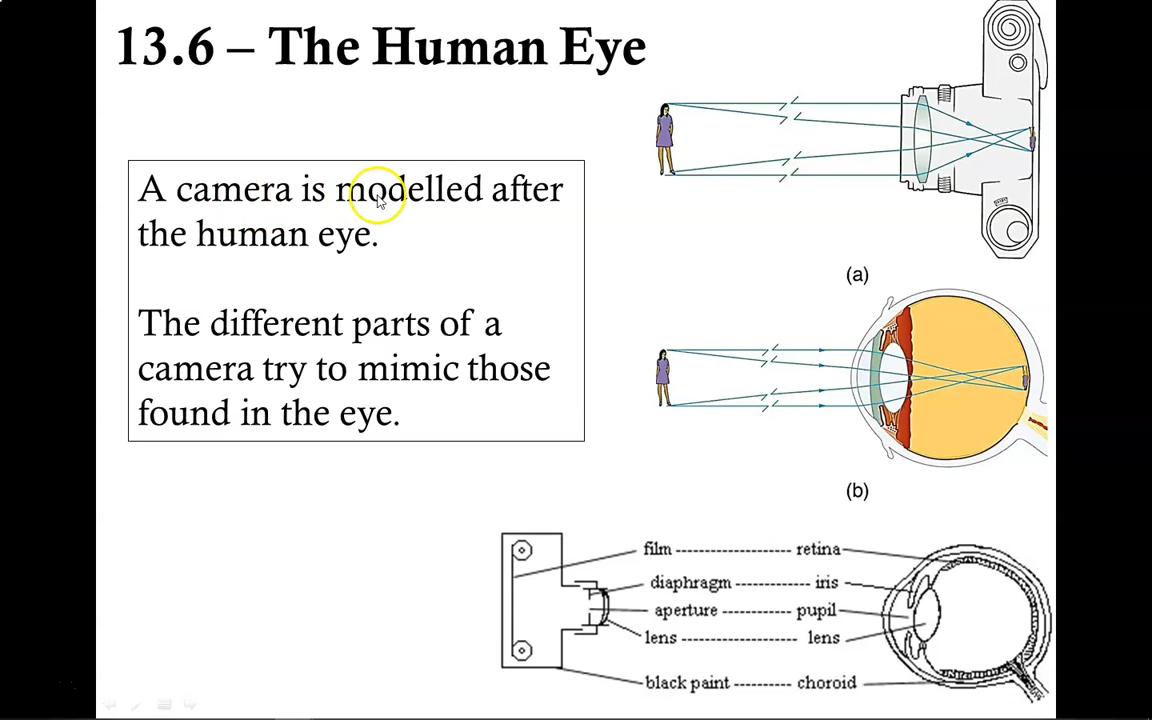 13.6 – The Human Eye
A camera is modelled after
the human eye.
The different parts of a
camera try to mimic those
found in the eye.
(a)
(b)
film ---------------------- retina
diaphragm ----------- iris
aperture ------------- pupil
lens --------------------- lens
black paint --------- choroid